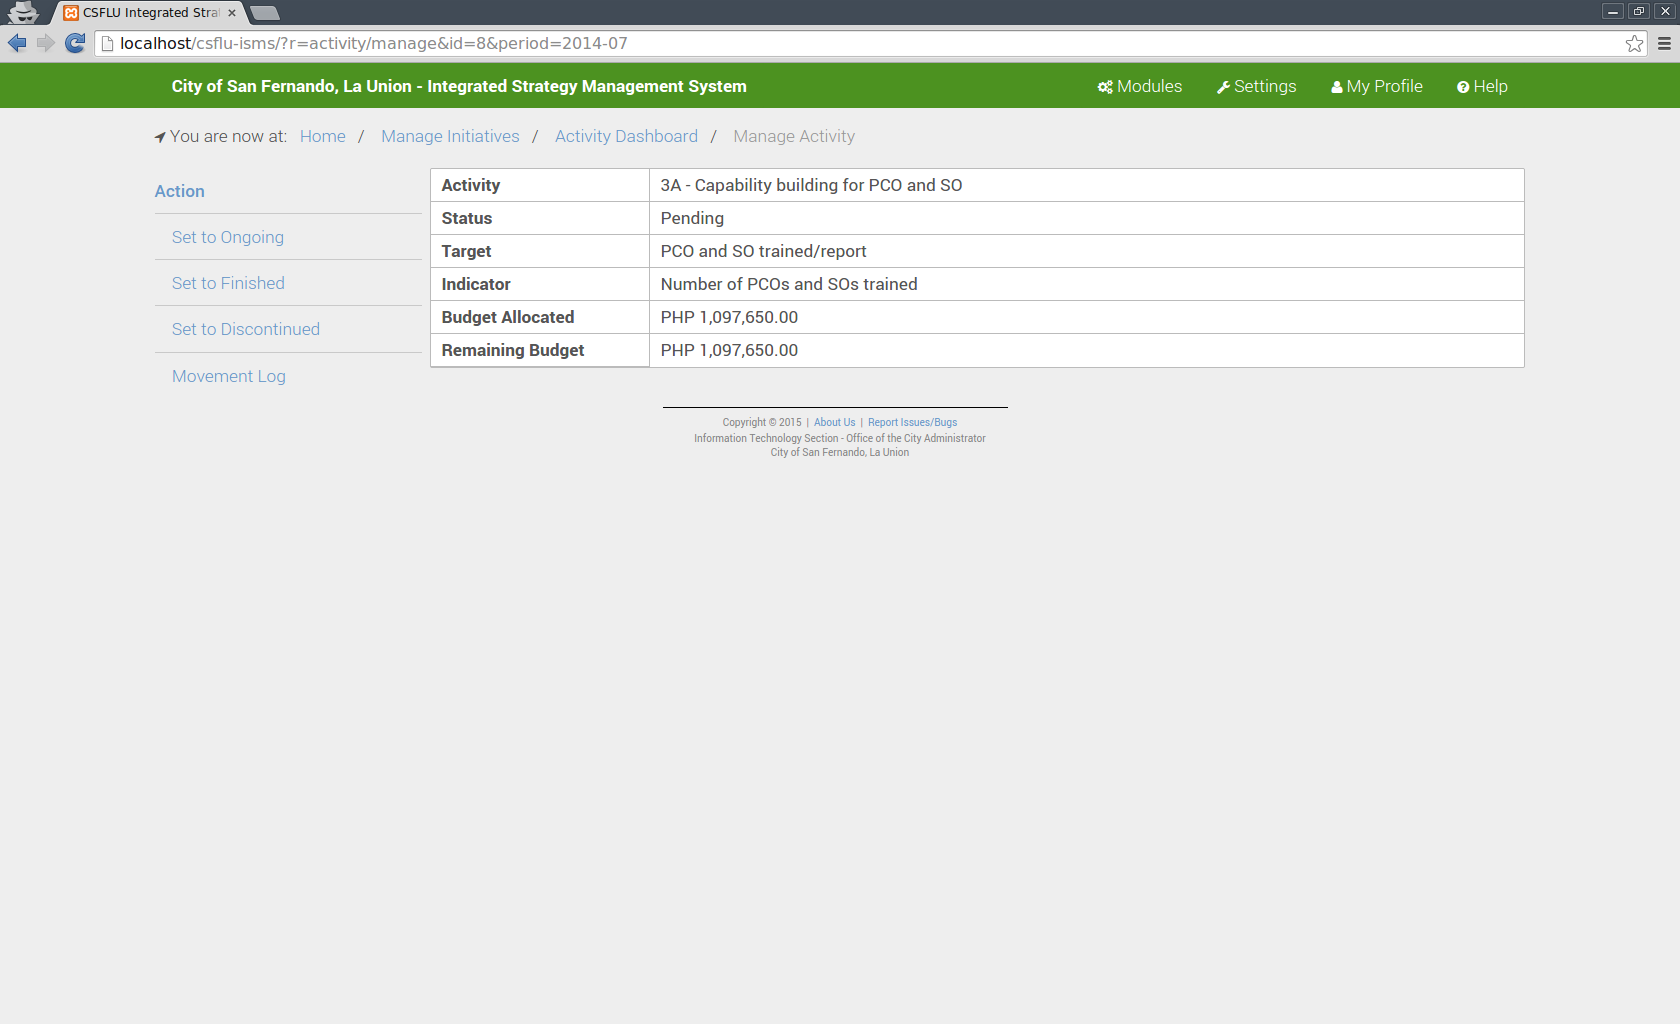 CSFLU Integrated Stra
localhost/csflu-isms/?r=activity/manage&id=8&period=2014-07
City of San Fernando, La Union - Integrated Strategy Management System
Modules Settings My Profile Help
You are now at: Home / Manage Initiatives / Activity Dashboard / Manage Activity
Action
Set to Ongoing
Set to Finished
Set to Discontinued
Movement Log
Activity 3A - Capability building for PCO and SO
Status Pending
Target PCO and SO trained/report
Indicator Number of PCOs and SOs trained
Budget Allocated PHP 1,097,650.00
Remaining Budget PHP 1,097,650.00
Copyright © 2015 | About Us | Report Issues/Bugs
Information Technology Section - Office of the City Administrator
City of San Fernando, La Union